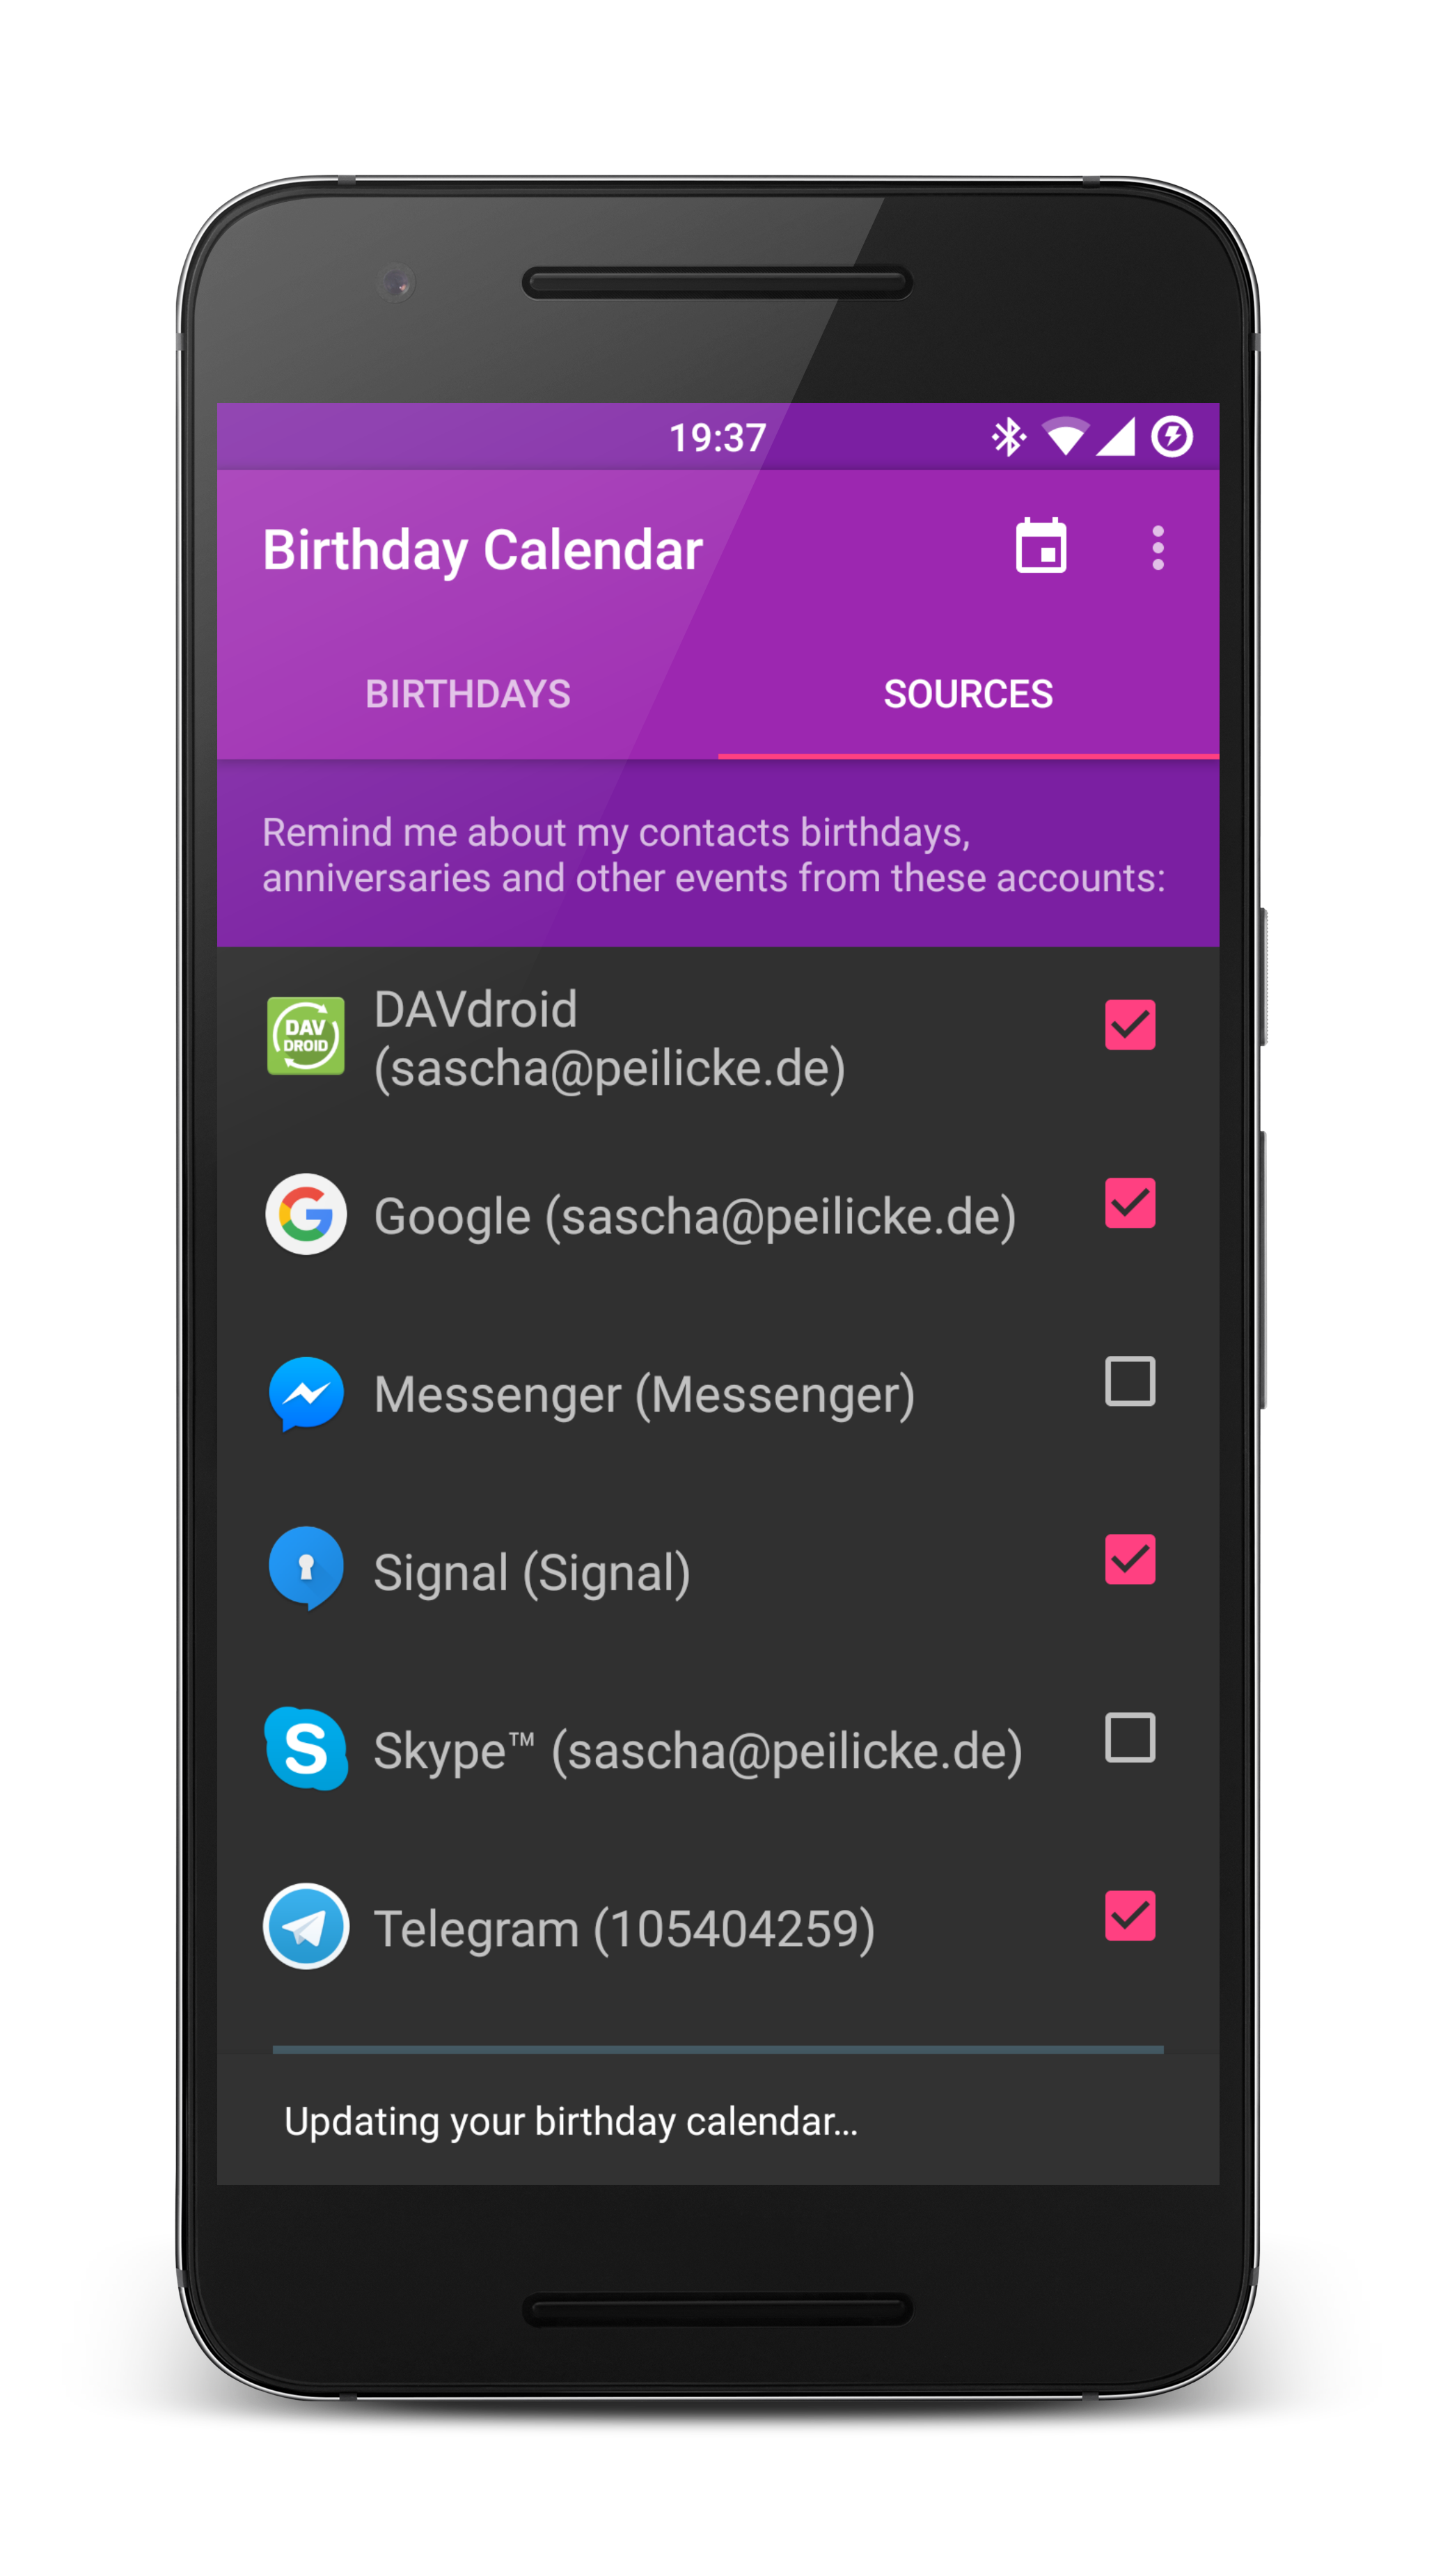 19:37
Birthday Calendar
BIRTHDAYS
SOURCES
Remind me about my contacts birthdays,
anniversaries and other events from these accounts:
DAV
DROID
DAVdroid
(sascha@peilicke.de)
Google (sascha@peilicke.de)
Messenger (Messenger)
Signal (Signal)
S
Skype™ (sascha@peilicke.de)
Telegram (105404259)
Updating your birthday calendar...